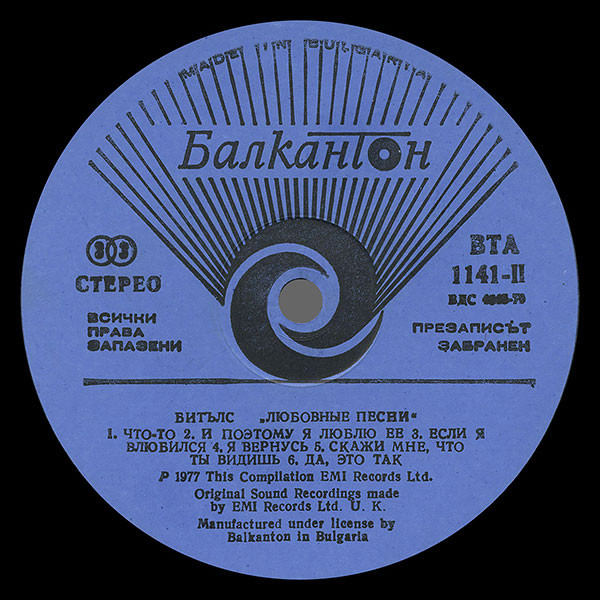 MADE IN BULGARIA
Балкантон
33
СТЕРЕО
ВСИЧКИ
ПРАВА
ЗАПАЗЕНИ
ВТА
1141-II
ВДС
ПРЕЗАПИСЪТ
ЗАБРАНЕН
БИТЪЛС „ЛЮБОВНЫЕ ПЕСНИ“
1. ЧТО-ТО 2. И ПОЭТОМУ Я ЛЮБЛЮ ЕЕ 3. ЕСЛИ Я
ВЛЮБИЛСЯ 4. Я ВЕРНУСЬ 5. СКАЖИ МНЕ, ЧТО
ТЫ ВИДИШЬ 6. ДА, ЭТО ТАК
P 1977 This Compilation EMI Records Ltd.
Original Sound Recordings made
by EMI Records Ltd. U. K.
Manufactured under license by
Balkanton in Bulgaria